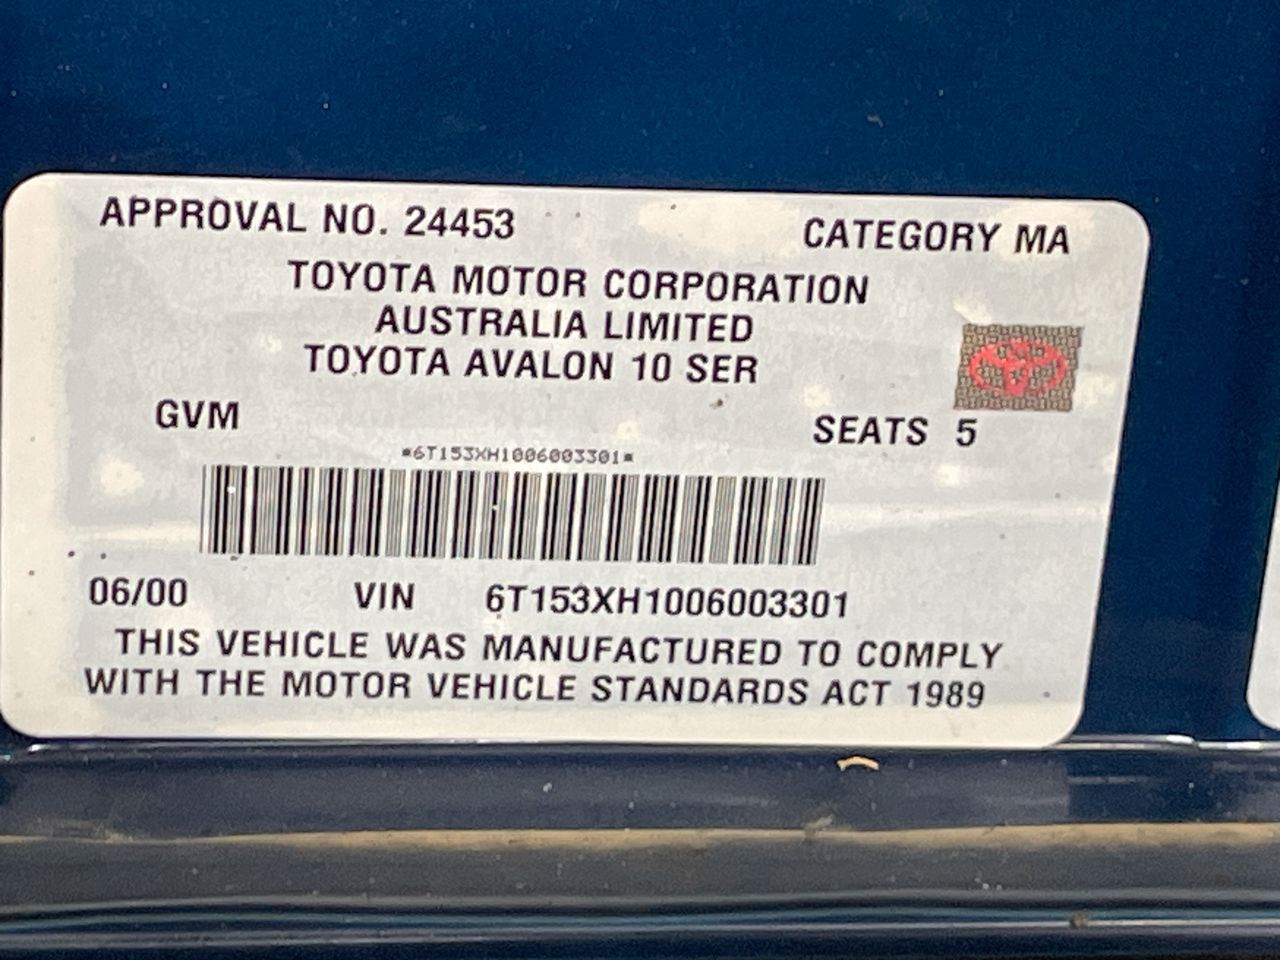 APPROVAL NO. 24453 CATEGORY MA
TOYOTA MOTOR CORPORATION
AUSTRALIA LIMITED
TOYOTA AVALON 10 SER
GVM SEATS 5
*6T153XH1006003301*
06/00 VIN 6T153XH1006003301
THIS VEHICLE WAS MANUFACTURED TO COMPLY
WITH THE MOTOR VEHICLE STANDARDS ACT 1989